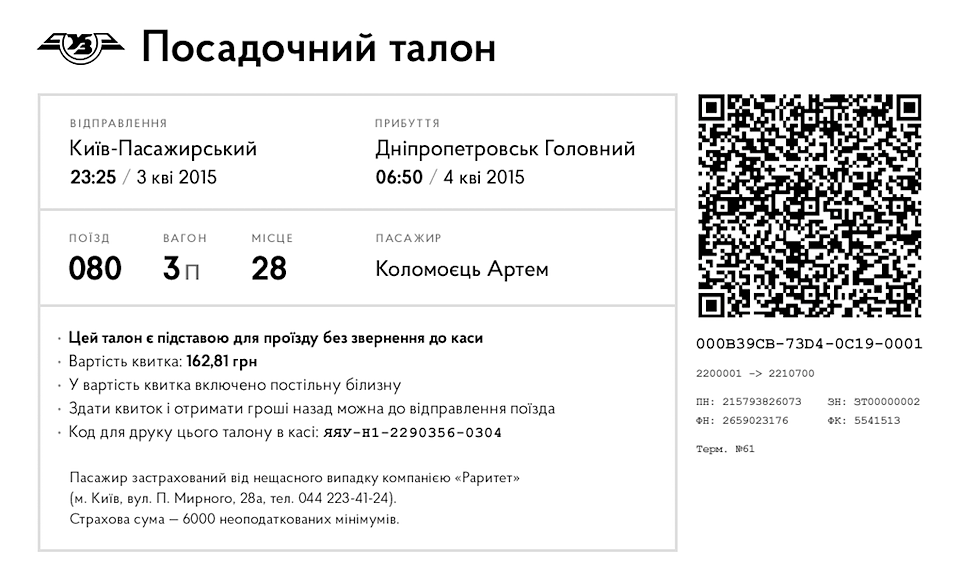 УЗ
Посадочний талон
ВІДПРАВЛЕННЯ
Київ-Пасажирський
23:25 / 3 кві 2015
ПРИБУТТЯ
Дніпропетровськ Головний
06:50 / 4 кві 2015
ПОЇЗД
080
ВАГОН
3 П
МІСЦЕ
28
ПАСАЖИР
Коломоєць Артем
· Цей талон є підставою для проїзду без звернення до каси
· Вартість квитка: 162,81 грн
· У вартість квитка включено постільну білизну
· Здати квиток і отримати гроші назад можна до відправлення поїзда
· Код для друку цього талону в касі: ЯЯУ-Н1-2290356-0304
Пасажир застрахований від нещасного випадку компанією «Раритет»
(м. Київ, вул. П. Мирного, 28а, тел. 044 223-41-24).
Страхова сума — 6000 неоподаткованих мінімумів.
000B39CB-73D4-0C19-0001
2200001 -> 2210700
ПН: 215793826073 ЗН: ЗТ00000002
ФН: 2659023176 ФК: 5541513
Терм. №61